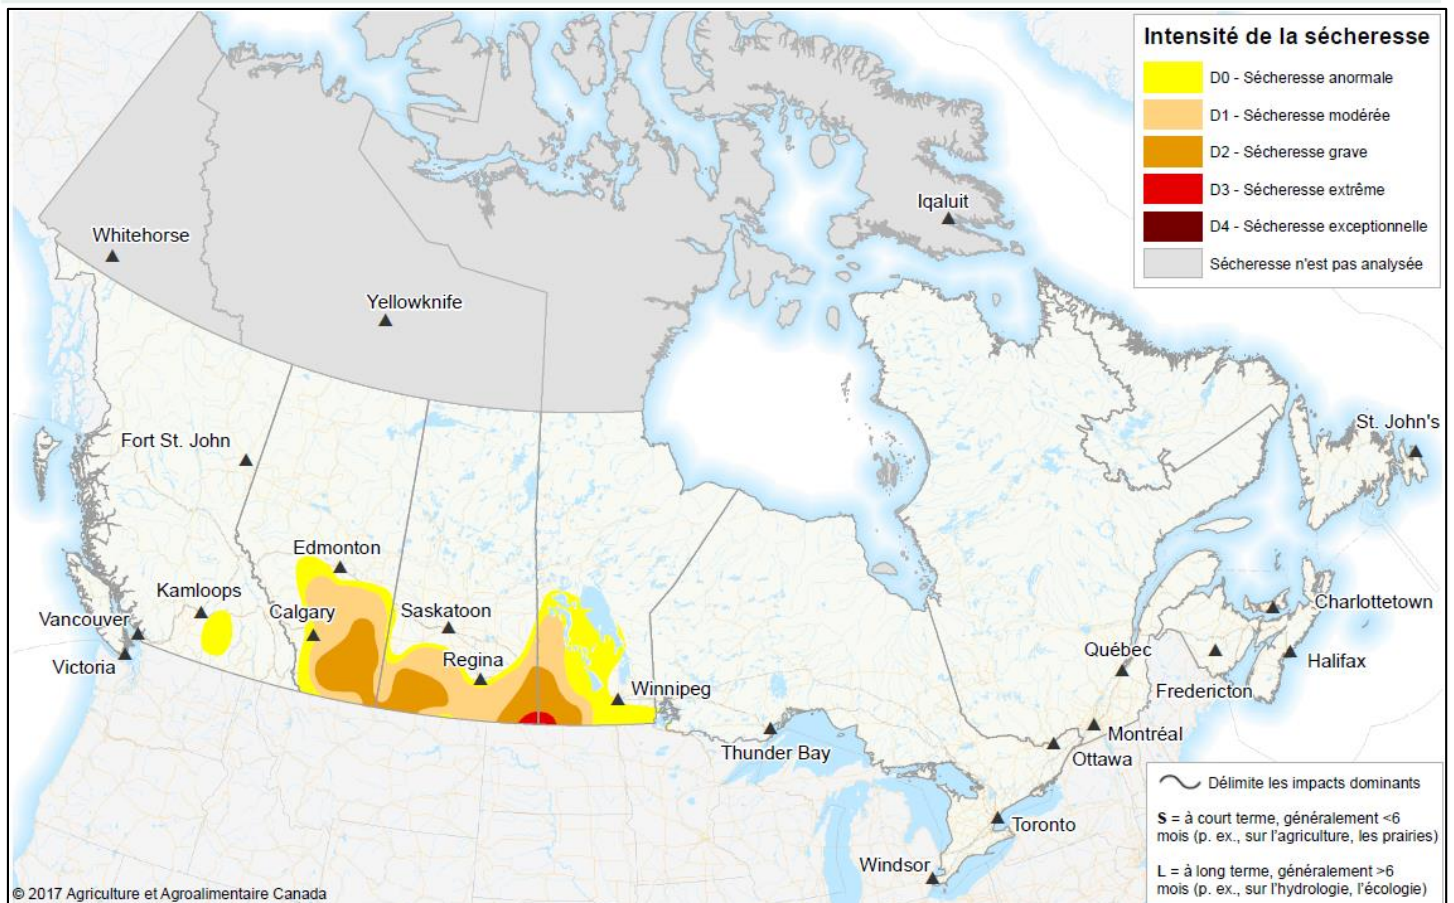 Intensité de la sécheresse
D0 - Sécheresse anormale
D1 - Sécheresse modérée
D2 - Sécheresse grave
D3 - Sécheresse extrême
D4 - Sécheresse exceptionnelle
Sécheresse n'est pas analysée
Iqaluit
Whitehorse
Yellowknife
St. John's
Fort St. John
Edmonton
Kamloops
Calgary
Saskatoon
Vancouver
Charlottetown
Victoria
Regina
Québec
Halifax
Winnipeg
Fredericton
Montréal
Thunder Bay
Ottawa
Toronto
Windsor
Délimite les impacts dominants
S = à court terme, généralement <6
mois (p. ex., sur l'agriculture, les prairies)
L = à long terme, généralement >6
mois (p. ex., sur l'hydrologie, l'écologie)
© 2017 Agriculture et Agroalimentaire Canada